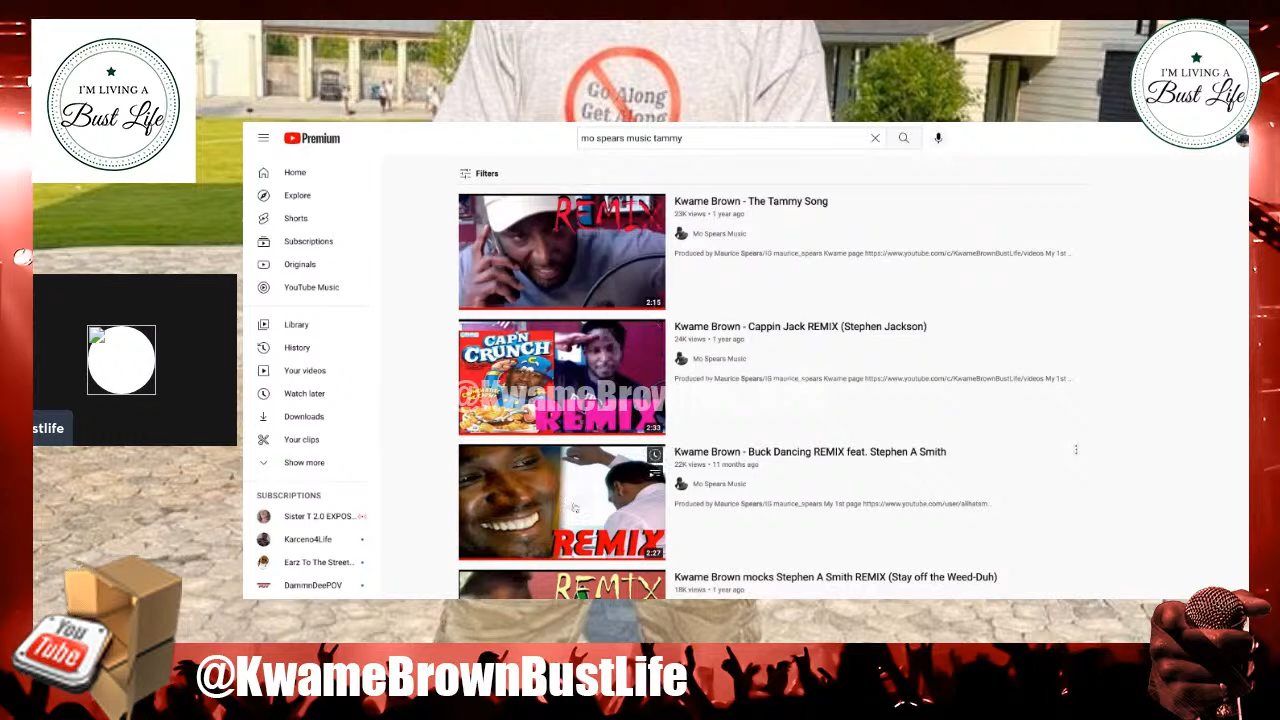 I'M LIVING A
Bust Life
Go Along
Get Along
I'M LIVING A
Bust Life
Premium
mo spears music tammy
Home
Explore
Shorts
Subscriptions
Originals
YouTube Music
Library
History
Your videos
Watch later
Downloads
Your clips
Show more
SUBSCRIPTIONS
Sister T 2.0 EXPOS...
Karceno4Life
Earz To The Street...
DammnDeePOV
Filters
REMIX
2:15
Kwame Brown - The Tammy Song
23K views • 1 year ago
Mo Spears Music
Produced by Maurice Spears/IG maurice_spears Kwame page https://www.youtube.com/c/KwameBrownBustLife/videos My 1st ...
CAP'N
CRUNCH
REMIX
2:33
Kwame Brown - Cappin Jack REMIX (Stephen Jackson)
24K views • 1 year ago
Mo Spears Music
Produced by Maurice Spears/IG maurice_spears Kwame page https://www.youtube.com/c/KwameBrownBustLife/videos My 1st ...
REMIX
2:27
Kwame Brown - Buck Dancing REMIX feat. Stephen A Smith
22K views • 11 months ago
Mo Spears Music
Produced by Maurice Spears/IG maurice_spears My 1st page https://www.youtube.com/user/allhatsm...
REMIX
Kwame Brown mocks Stephen A Smith REMIX (Stay off the Weed-Duh)
18K views • 1 year ago
stlife
You
Tube
@KwameBrownBustLife